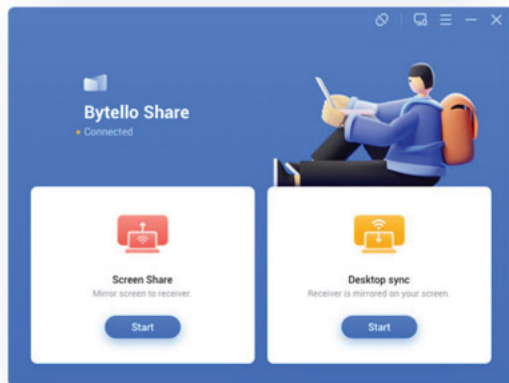 Bytello Share
Connected
Screen Share
Mirror screen to receiver.
Start
Desktop sync
Receiver is mirrored on your screen.
Start